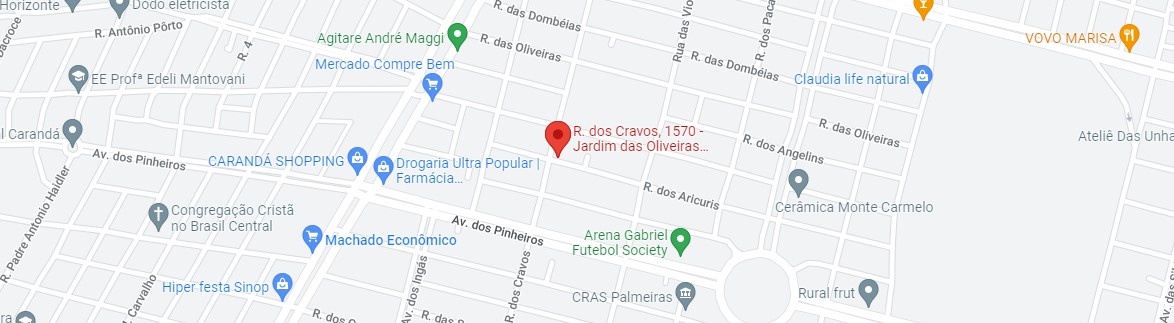 Horizonte
Dodo eletricista
R. das Dombéias
R. Antônio Pôrto
R. 4
Agitare André Maggi
R. das Oliveiras
VOVO MARISA
Mercado Compre Bem
R. das Dombéias
EE Profª Edeli Mantovani
Claudia life natural
R. dos Cravos, 1570 -
Jardim das Oliveiras...
R. das Oliveiras
Carandá
Ateliê Das Unha
R. dos Angelins
Av. dos Pinheiros
CARANDÁ SHOPPING
Drogaria Ultra Popular |
Farmácia...
R. dos Aricuris
R. Padre Antonio Haidler
Congregação Cristã
no Brasil Central
Cerâmica Monte Carmelo
Av. dos Pinheiros
Machado Econômico
Arena Gabriel
Futebol Society
Av. dos Ingás
R. dos Cravos
Hiper festa Sinop
Carvalho
CRAS Palmeiras
Rural frut
R. das